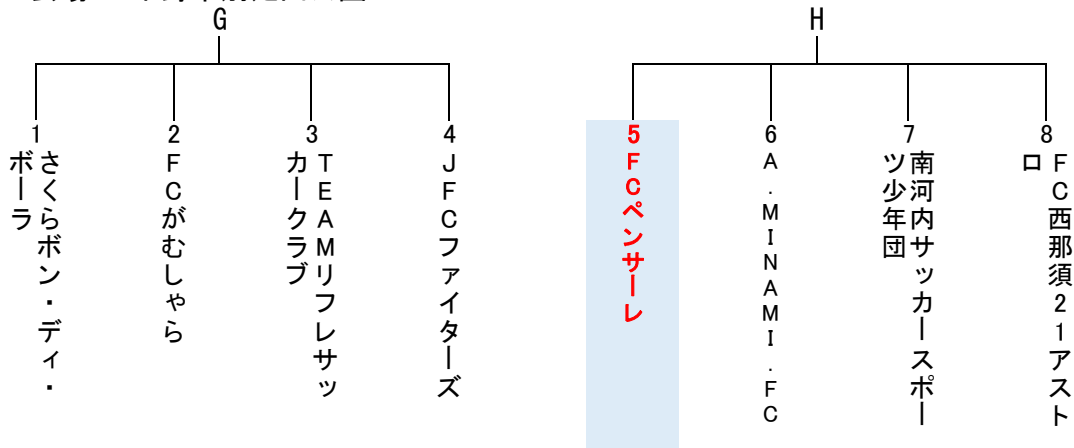 G
H
1
さくらボン・ディ・
ボーラ
2
FCがむしゃら
3
TEAMリフレサッ
カークラブ
4
JFCファイターズ
5
FCペンサーレ
6
A.MINAMI.FC
7
南河内サッカースポー
ツ少年団
8
FC西那須21アスト
ロ